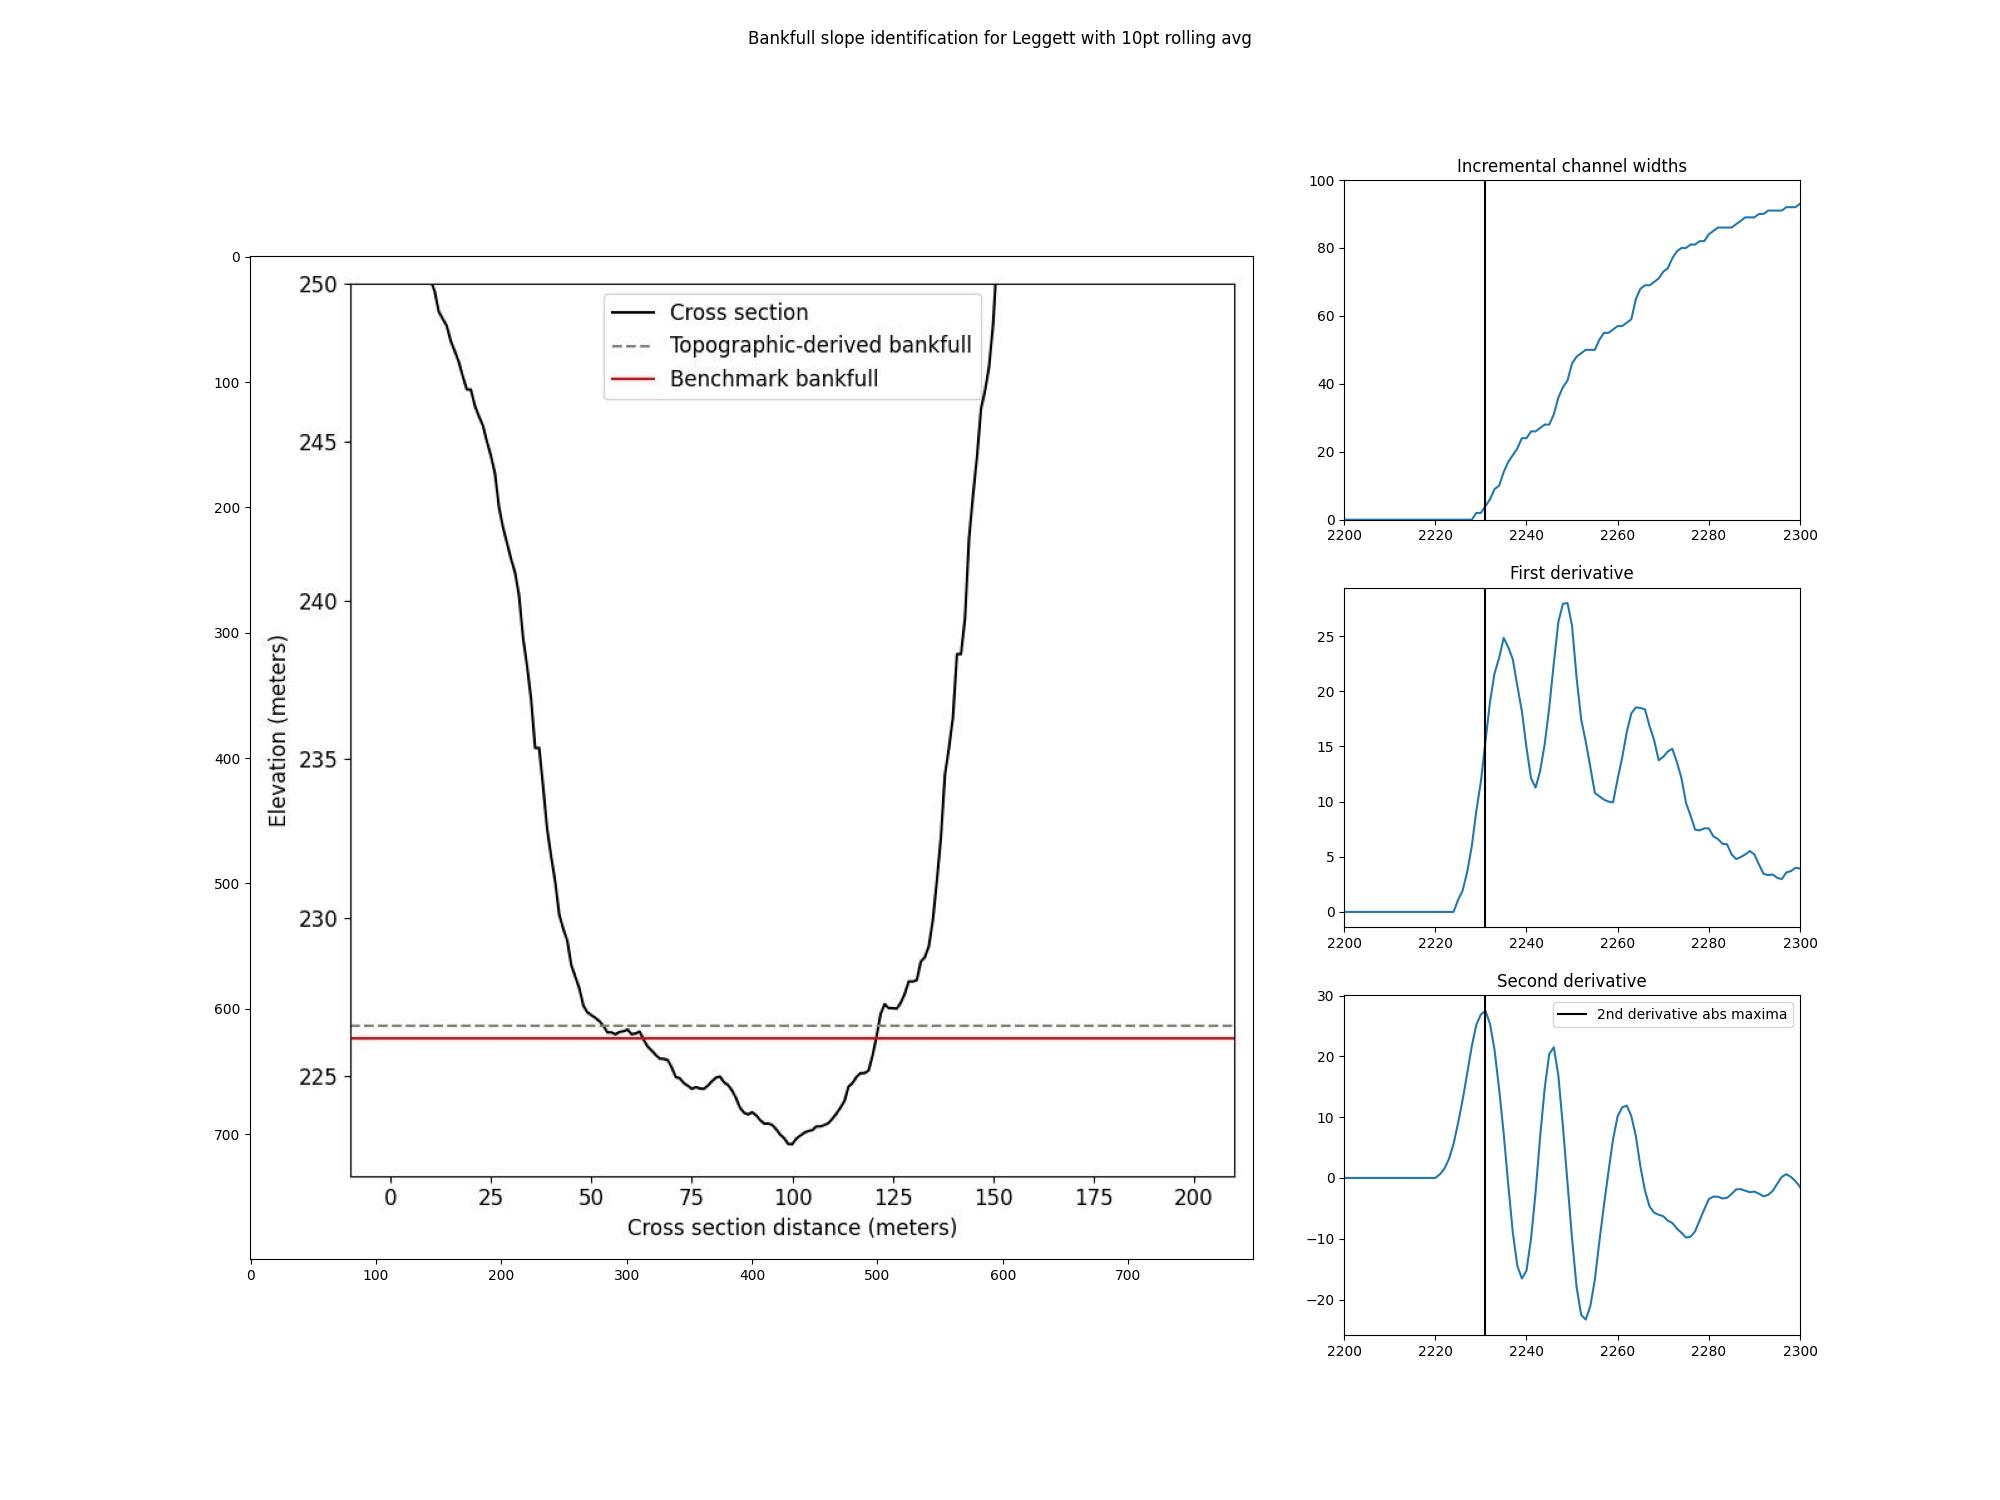 Bankfull slope identification for Leggett with 10pt rolling avg
0
100
200
300
400
500
600
700
250
245
240
235
230
225
Elevation (meters)
Cross section
Topographic-derived bankfull
Benchmark bankfull
0 25 50 75 100 125 150 175 200
Cross section distance (meters)
0 100 200 300 400 500 600 700
Incremental channel widths
100
80
60
40
20
0
2200 2220 2240 2260 2280 2300
First derivative
25
20
15
10
5
0
2200 2220 2240 2260 2280 2300
Second derivative
2nd derivative abs maxima
30
20
10
0
−10
−20
2200 2220 2240 2260 2280 2300